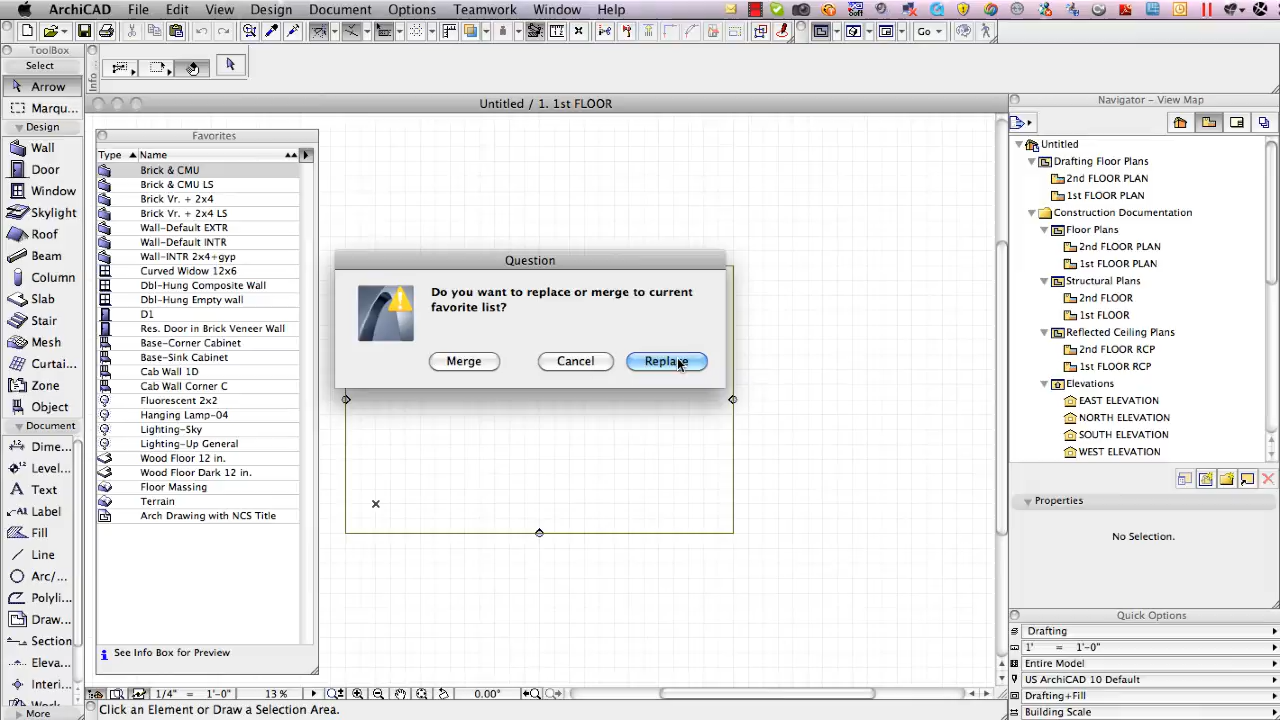 ArchiCAD File Edit View Design Document Options Teamwork Window Help
Go
ToolBox
Select
Arrow
Marqu...
Design
Wall
Door
Window
Skylight
Roof
Beam
Column
Slab
Stair
Mesh
Curtai...
Zone
Object
Document
Dime...
Level...
Text
Label
Fill
Line
Arc/...
Polyli...
Draw...
Section
Eleva...
Interi...
More
Info
Untitled / 1. 1st FLOOR
Favorites
Type Name
Brick & CMU
Brick & CMU LS
Brick Vr. + 2x4
Brick Vr. + 2x4 LS
Wall-Default EXTR
Wall-Default INTR
Wall-INTR 2x4+gyp
Curved Widow 12x6
Dbl-Hung Composite Wall
Dbl-Hung Empty wall
D1
Res. Door in Brick Veneer Wall
Base-Corner Cabinet
Base-Sink Cabinet
Cab Wall 1D
Cab Wall Corner C
Fluorescent 2x2
Hanging Lamp-04
Lighting-Sky
Lighting-Up General
Wood Floor 12 in.
Wood Floor Dark 12 in.
Floor Massing
Terrain
Arch Drawing with NCS Title
See Info Box for Preview
Question
Do you want to replace or merge to current
favorite list?
Merge Cancel Replace
1/4" = 1'-0" 13 % 0.00°
Click an Element or Draw a Selection Area.
Navigator - View Map
Untitled
Drafting Floor Plans
2nd FLOOR PLAN
1st FLOOR PLAN
Construction Documentation
Floor Plans
2nd FLOOR PLAN
1st FLOOR PLAN
Structural Plans
2nd FLOOR
1st FLOOR
Reflected Ceiling Plans
2nd FLOOR RCP
1st FLOOR RCP
Elevations
EAST ELEVATION
NORTH ELEVATION
SOUTH ELEVATION
WEST ELEVATION
Properties
No Selection.
Quick Options
Drafting
1' = 1'-0"
Entire Model
US ArchiCAD 10 Default
Drafting+Fill
Building Scale